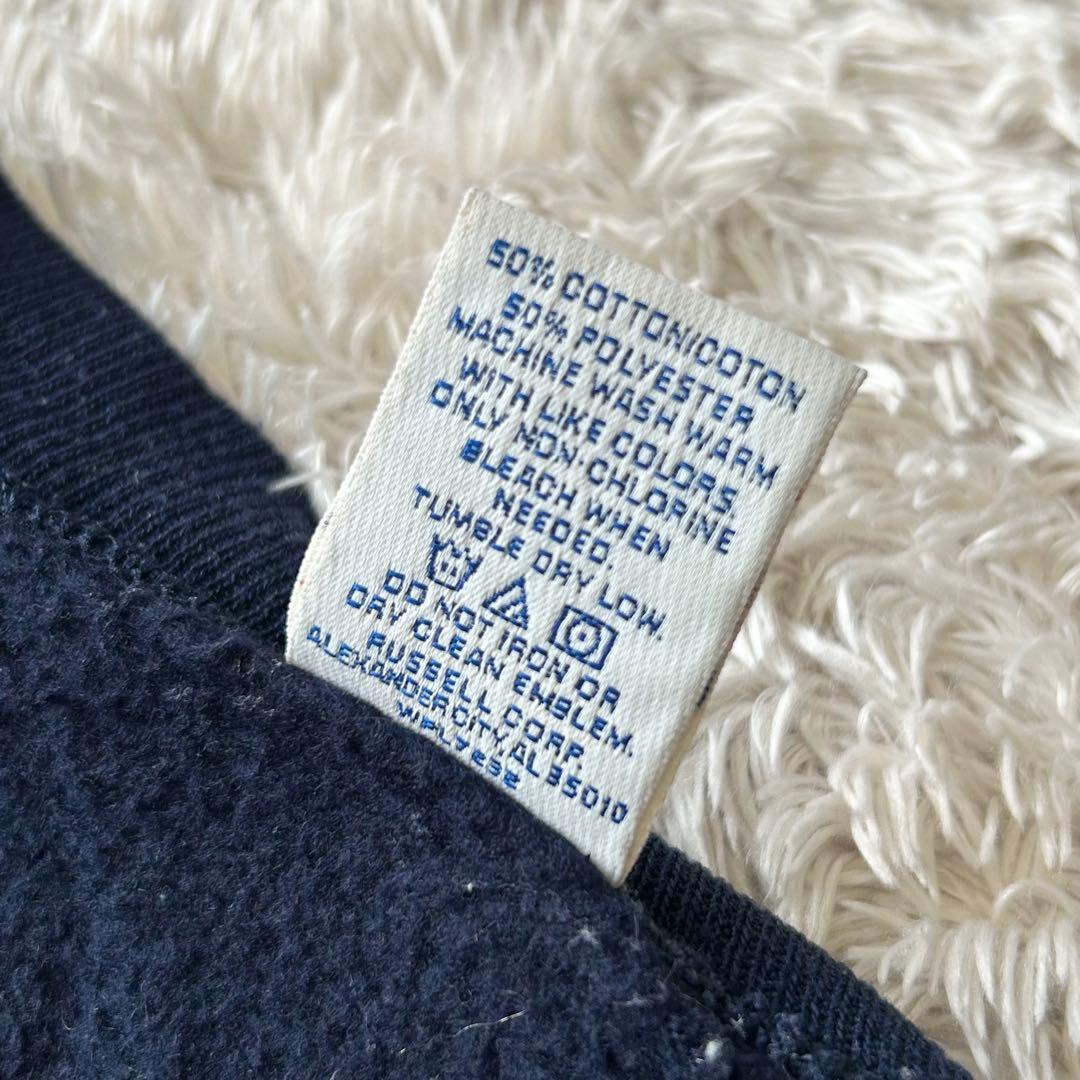 50% COTTON/COTON
50% POLYESTER
MACHINE WASH WARM
WITH LIKE COLORS.
ONLY NON-CHLORINE
BLEACH WHEN
NEEDED.
TUMBLE DRY LOW.
DO NOT IRON OR
DRY CLEAN EMBLEM.
RUSSELL CORP.
ALEXANDER CITY, AL 35010